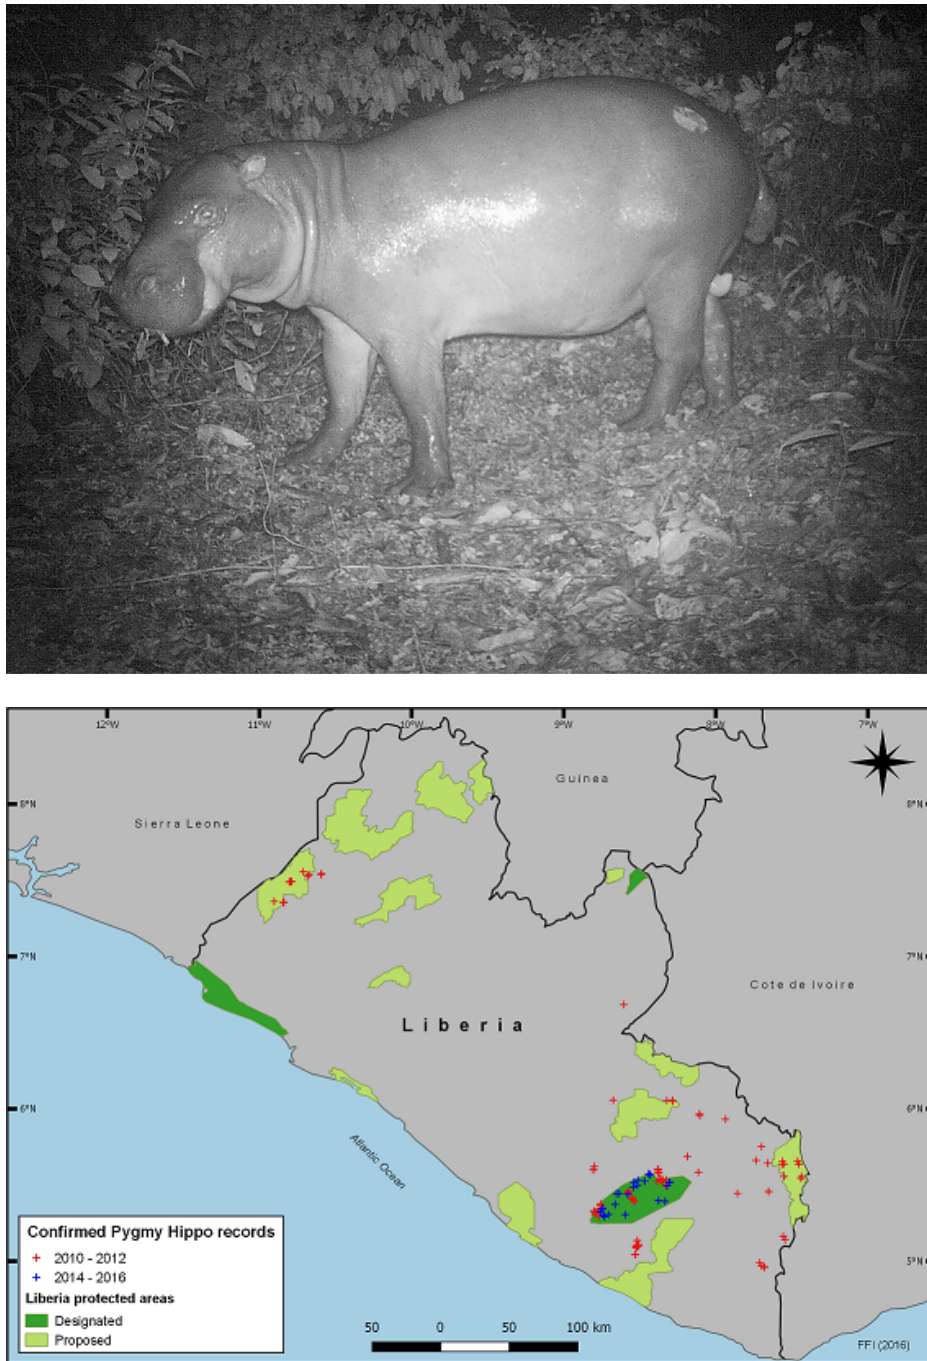 12°W 11°W 10°W 9°W 8°W 7°W
Guinea
8°N 8°N
Sierra Leone
7°N 7°N
Cote de Ivoire
Liberia
6°N 6°N
Atlantic Ocean
Confirmed Pygmy Hippo records
2010 - 2012
2014 - 2016
Liberia protected areas
Designated
Proposed
5°N
50 0 50 100 km
FFI (2016)